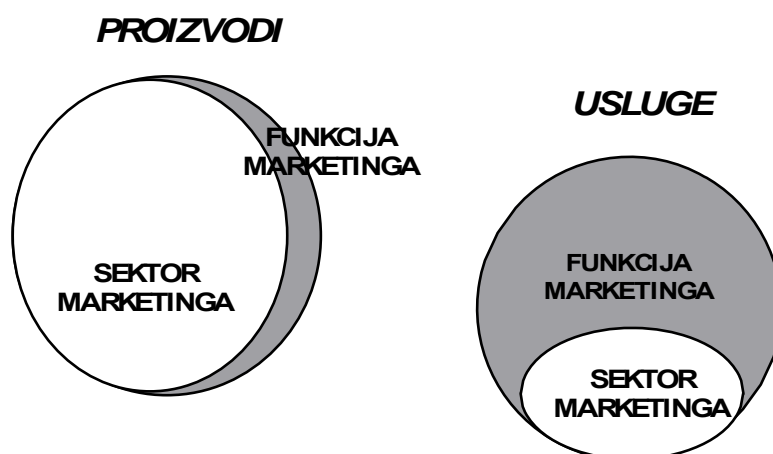 PROIZVODI
FUNKCIJA
MARKETINGA
SEKTOR
MARKETINGA
USLUGE
FUNKCIJA
MARKETINGA
SEKTOR
MARKETINGA